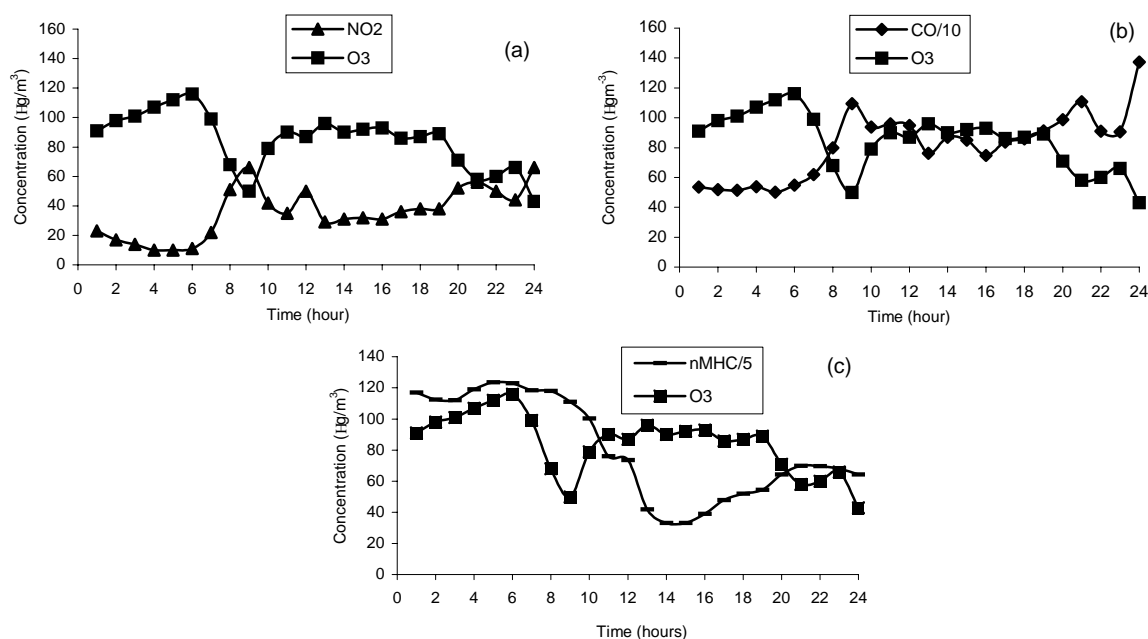 NO2
O3
(a)
Concentration (Hg/m³)
160
140
120
100
80
60
40
20
0
0 2 4 6 8 10 12 14 16 18 20 22 24
Time (hour)
CO/10
O3
(b)
Concentration (Hgm⁻³)
160
140
120
100
80
60
40
20
0
0 2 4 6 8 10 12 14 16 18 20 22 24
Time (hour)
nMHC/5
O3
(c)
Concentration (Hg/m³)
140
120
100
80
60
40
20
0
0 2 4 6 8 10 12 14 16 18 20 22 24
Time (hours)